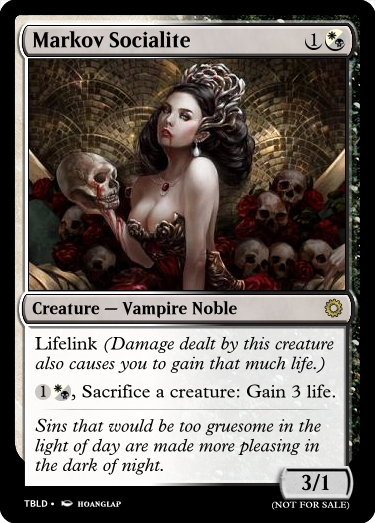 Markov Socialite 1
Creature — Vampire Noble
Lifelink (Damage dealt by this creature
also causes you to gain that much life.)
1 , Sacrifice a creature: Gain 3 life.
Sins that would be too gruesome in the
light of day are made more pleasing in
the dark of night.
3/1
TBLD • HOANGLAP
(NOT FOR SALE)